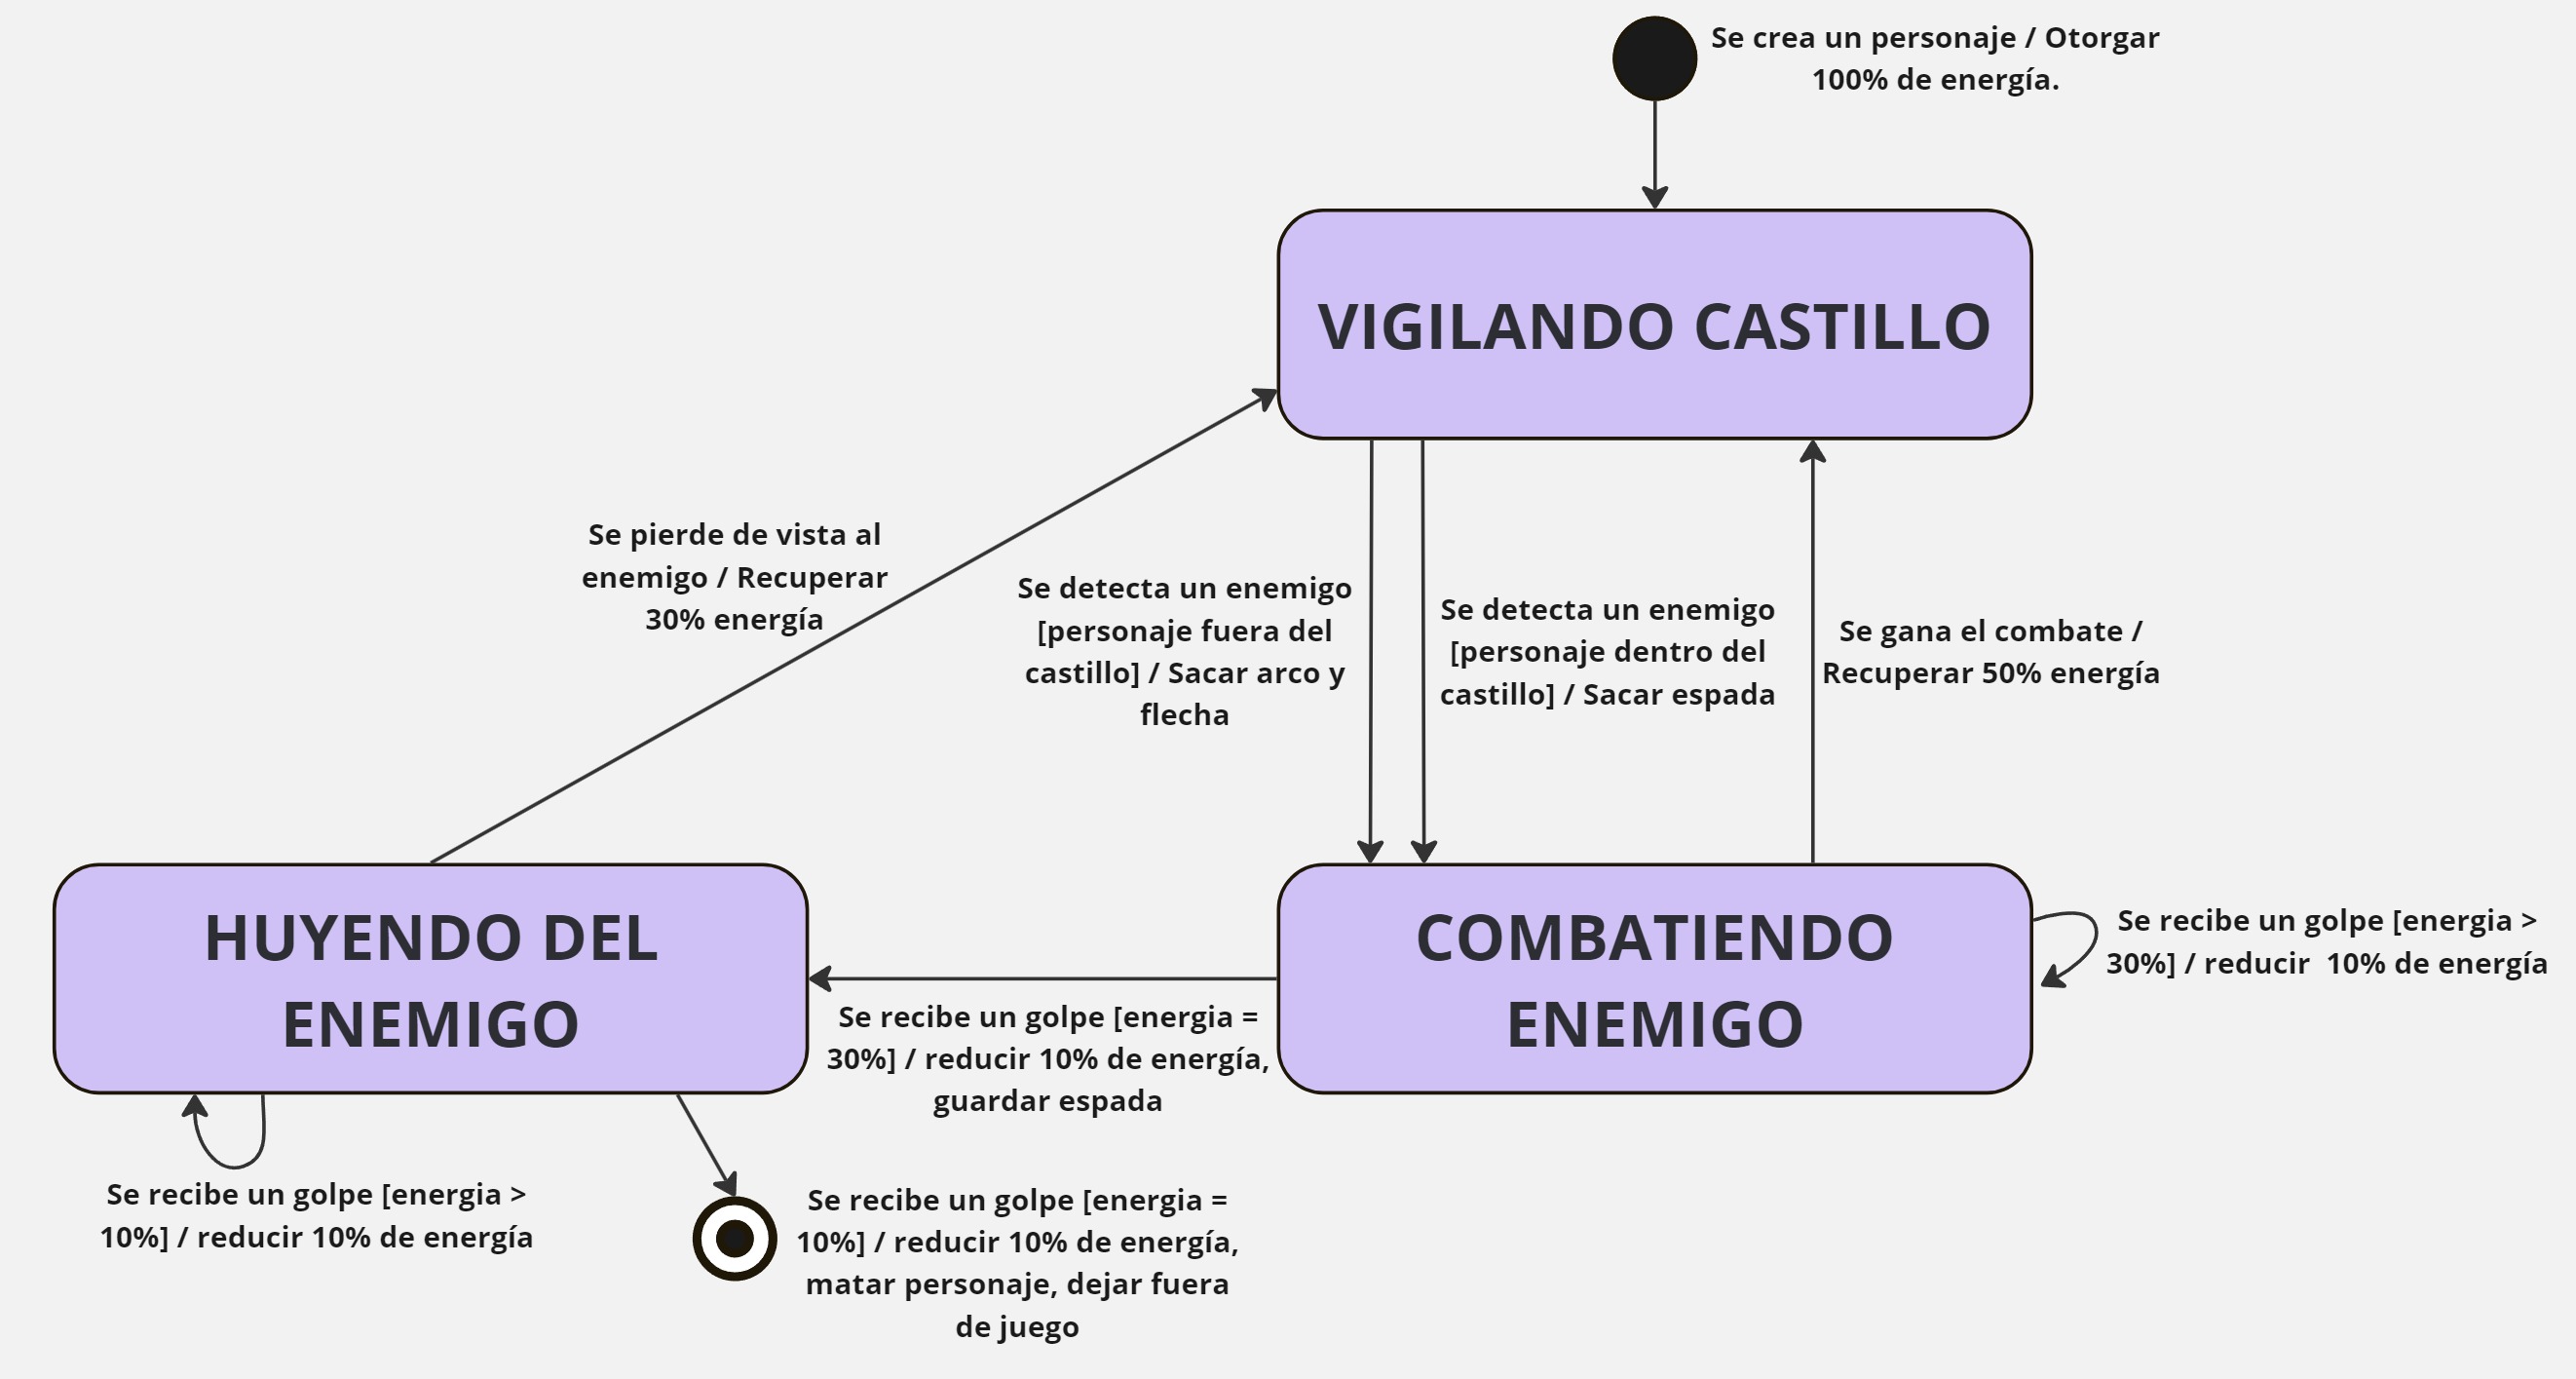 Se crea un personaje / Otorgar
100% de energía.
VIGILANDO CASTILLO
Se pierde de vista al
enemigo / Recuperar
30% energía
Se detecta un enemigo
[personaje fuera del
castillo] / Sacar arco y
flecha
Se detecta un enemigo
[personaje dentro del
castillo] / Sacar espada
Se gana el combate /
Recuperar 50% energía
HUYENDO DEL
ENEMIGO
COMBATIENDO
ENEMIGO
Se recibe un golpe [energia >
30%] / reducir  10% de energía
Se recibe un golpe [energia =
30%] / reducir 10% de energía,
guardar espada
Se recibe un golpe [energia >
10%] / reducir 10% de energía
Se recibe un golpe [energia =
10%] / reducir 10% de energía,
matar personaje, dejar fuera
de juego